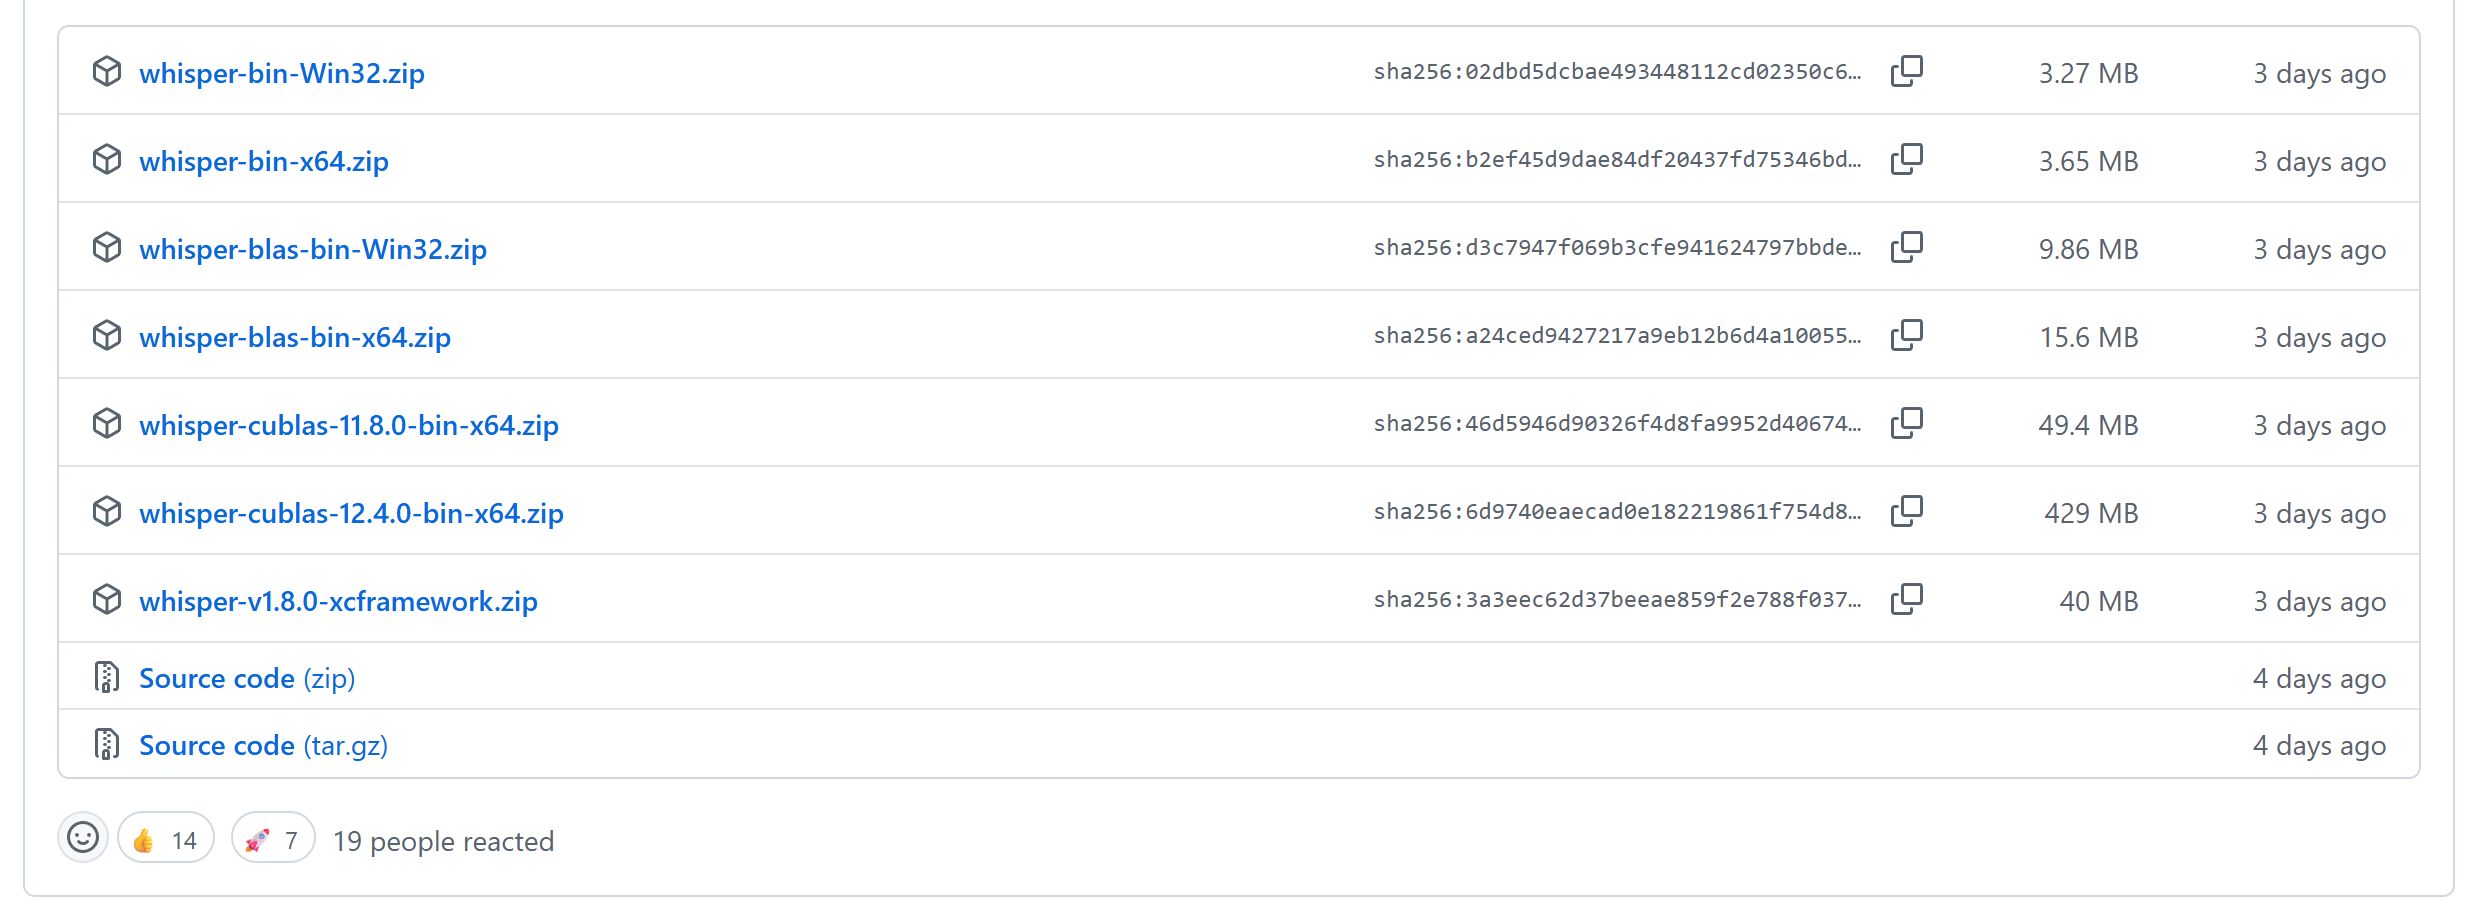 whisper-bin-Win32.zip sha256:02dbd5dcbae493448112cd02350c6… 3.27 MB 3 days ago
whisper-bin-x64.zip sha256:b2ef45d9dae84df20437fd75346bd… 3.65 MB 3 days ago
whisper-blas-bin-Win32.zip sha256:d3c7947f069b3cfe941624797bbde… 9.86 MB 3 days ago
whisper-blas-bin-x64.zip sha256:a24ced9427217a9eb12b6d4a10055… 15.6 MB 3 days ago
whisper-cublas-11.8.0-bin-x64.zip sha256:46d5946d90326f4d8fa9952d40674… 49.4 MB 3 days ago
whisper-cublas-12.4.0-bin-x64.zip sha256:6d9740eaecad0e182219861f754d8… 429 MB 3 days ago
whisper-v1.8.0-xcframework.zip sha256:3a3eec62d37beeae859f2e788f037… 40 MB 3 days ago
Source code (zip) 4 days ago
Source code (tar.gz) 4 days ago
👍 14 🚀 7 19 people reacted